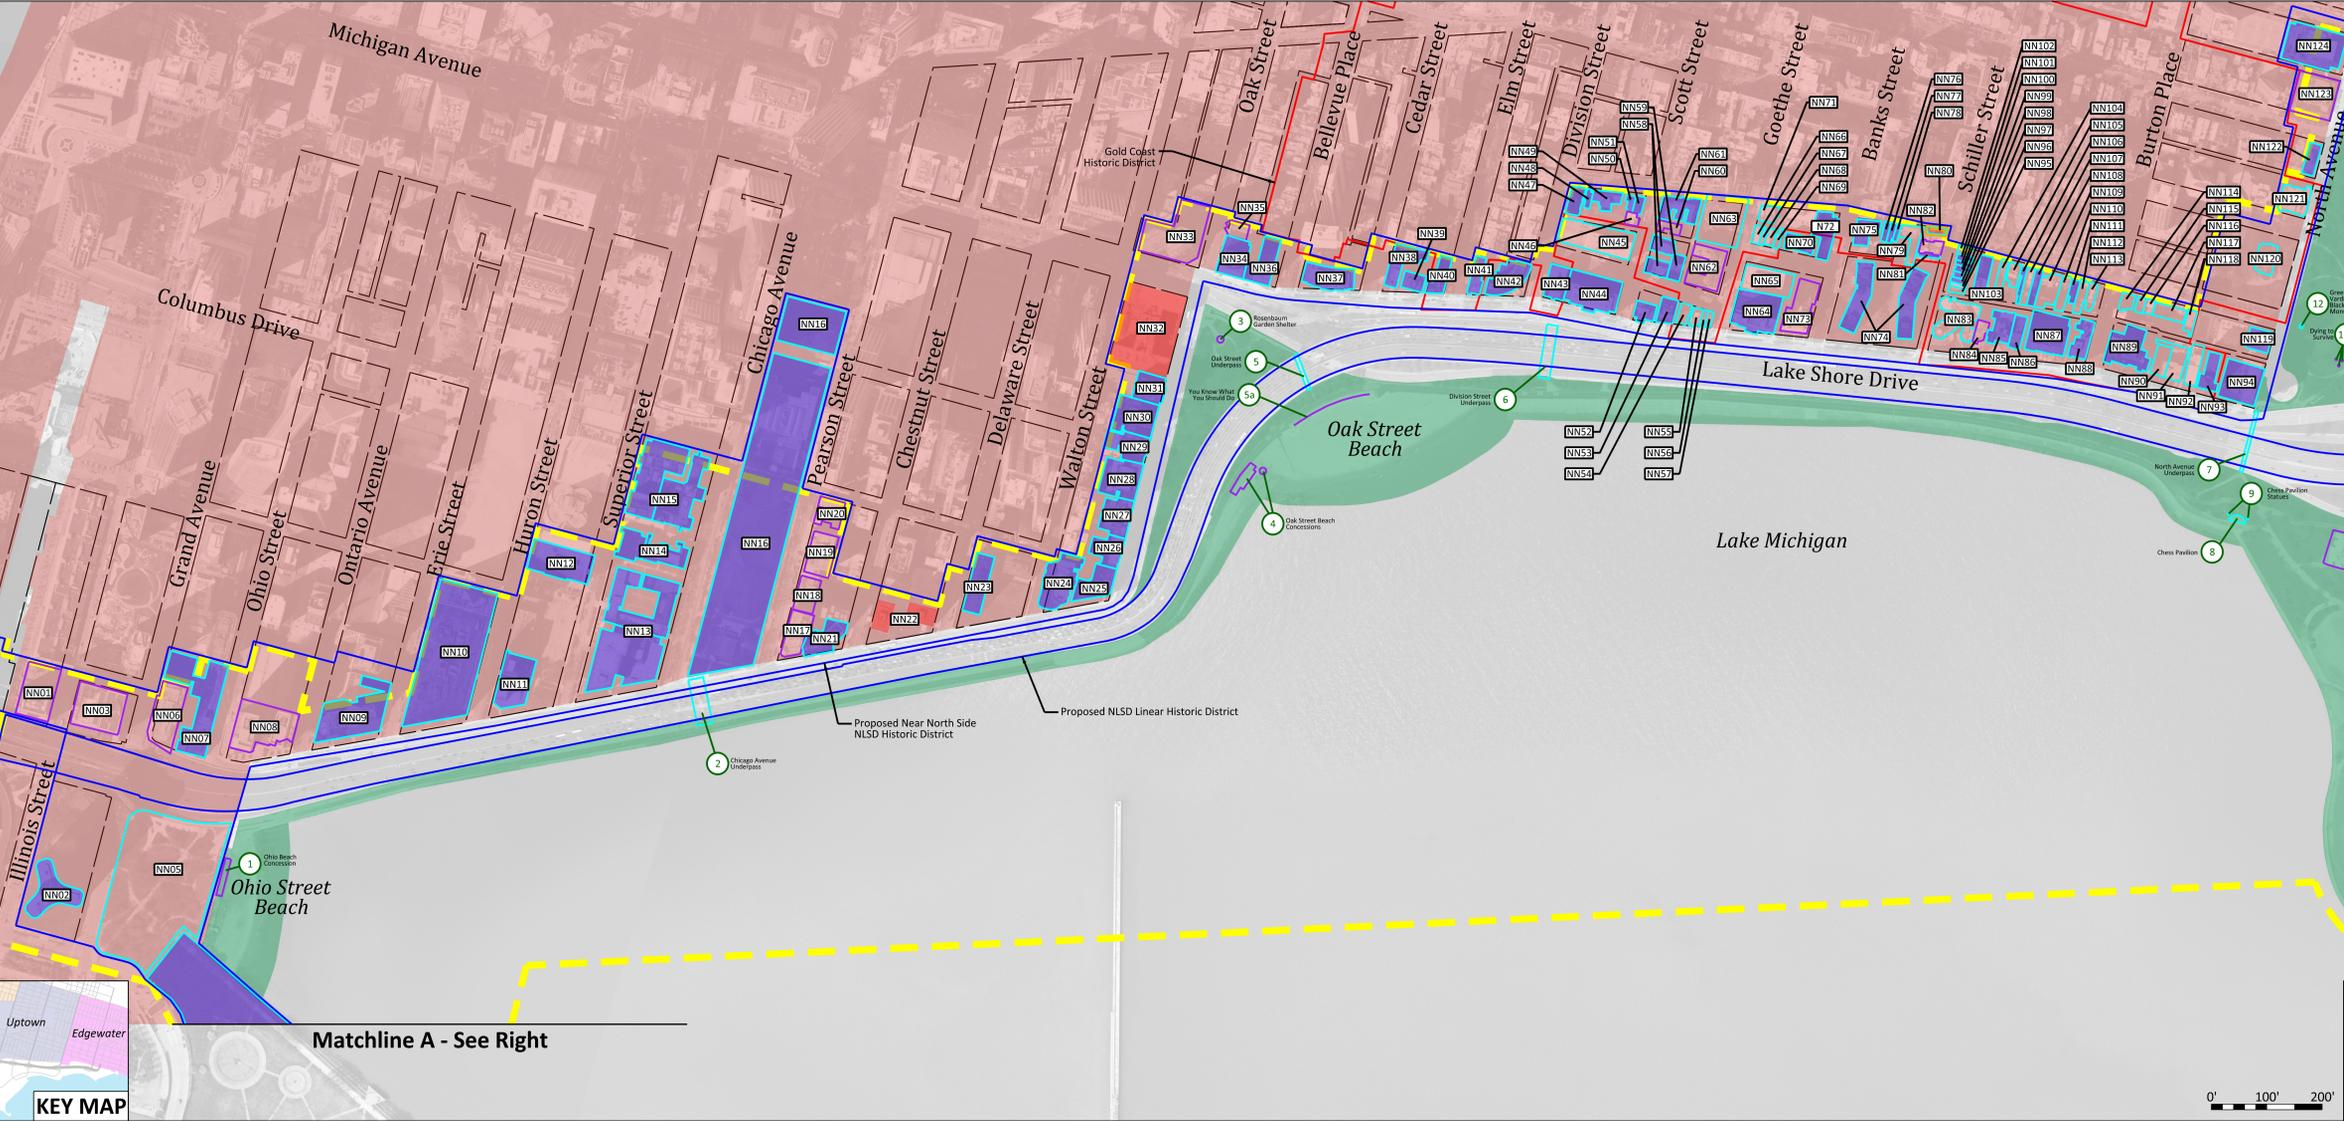 Michigan Avenue
Columbus Drive
Oak Street
Bellevue Place
Cedar Street
Elm Street
Division Street
Scott Street
Goethe Street
Banks Street
Schiller Street
Burton Place
North Avenue
Chicago Avenue
Pearson Street
Chestnut Street
Delaware Street
Walton Street
Superior Street
Huron Street
Erie Street
Ontario Avenue
Ohio Street
Grand Avenue
Illinois Street
Gold Coast
Historic District
NN49
NN48
NN47
NN46
NN51
NN50
NN59
NN58
NN61
NN60
NN71
NN66
NN67
NN68
NN69
NN76
NN77
NN78
NN80
NN82
NN102
NN101
NN100
NN99
NN98
NN97
NN96
NN95
NN104
NN105
NN106
NN107
NN108
NN109
NN110
NN111
NN112
NN113
NN114
NN115
NN116
NN117
NN118
NN124
NN123
NN122
NN121
NN120
NN119
NN33
NN35
NN34
NN36
NN37
NN38
NN39
NN40
NN41
NN42
NN43
NN44
NN45
NN63
NN62
NN65
NN64
NN73
NN70
NN72
NN75
NN79
NN81
NN74
NN103
NN83
NN84
NN85
NN86
NN87
NN88
NN89
NN90
NN91
NN92
NN93
NN94
NN52
NN53
NN54
NN55
NN56
NN57
NN32
NN31
NN30
NN29
NN28
NN27
NN26
NN25
NN24
NN23
NN22
NN21
NN20
NN19
NN18
NN17
NN16
NN16
NN15
NN14
NN13
NN12
NN11
NN10
NN09
NN08
NN07
NN06
NN03
NN01
NN05
NN02
3
Rosenbaum
Garden Shelter
5
Oak Street
Underpass
5a
You Know What
You Should Do
4
Oak Street Beach
Concessions
Oak Street
Beach
6
Division Street
Underpass
Lake Shore Drive
Lake Michigan
7
North Avenue
Underpass
9
Chess Pavilion
Statues
8
Chess Pavilion
12
Dying to
Survive
Proposed Near North Side
NLSD Historic District
Proposed NLSD Linear Historic District
2
Chicago Avenue
Underpass
1
Ohio Beach
Concession
Ohio Street
Beach
Matchline A - See Right
Uptown
Edgewater
KEY MAP
0' 100' 200'